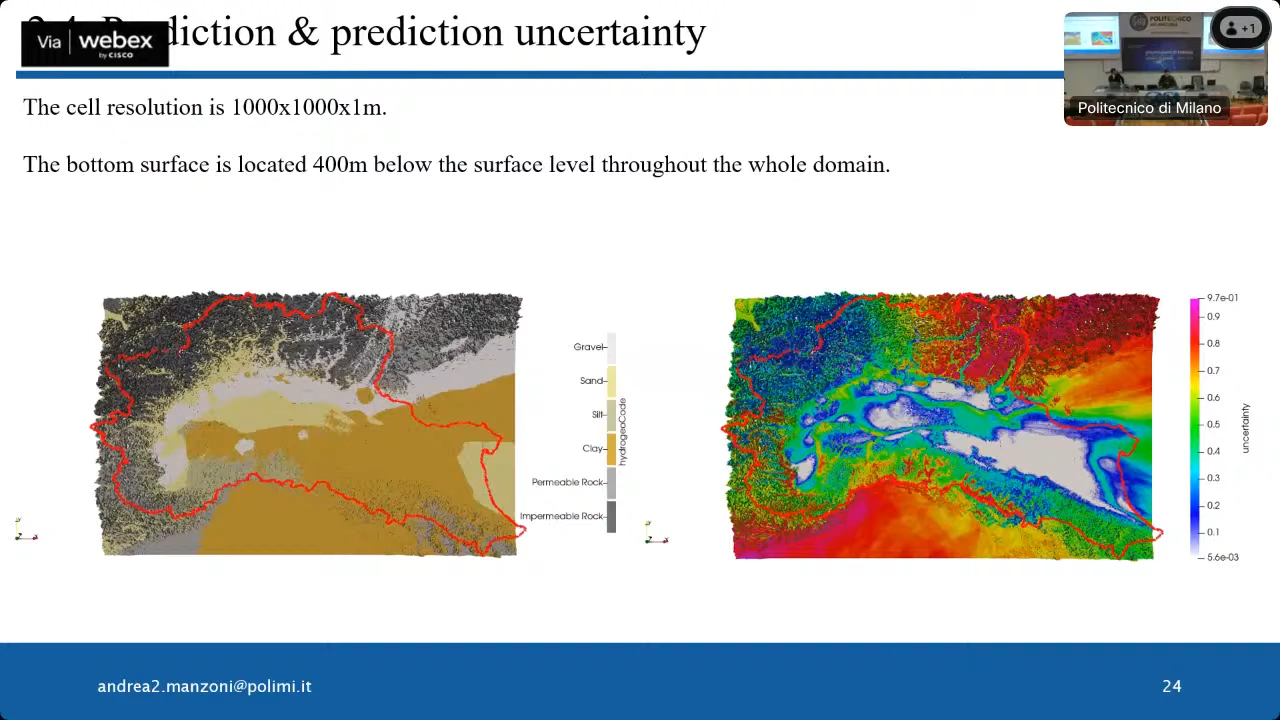 diction & prediction uncertainty
Via webex
by CISCO
+1
POLITECNICO
Politecnico di Milano
The cell resolution is 1000x1000x1m.
The bottom surface is located 400m below the surface level throughout the whole domain.
Gravel
Sand
Silt
Clay
Permeable Rock
Impermeable Rock
hydrogeoCode
9.7e-01
0.9
0.8
0.7
0.6
0.5
0.4
0.3
0.2
0.1
5.6e-03
uncertainty
andrea2.manzoni@polimi.it
24